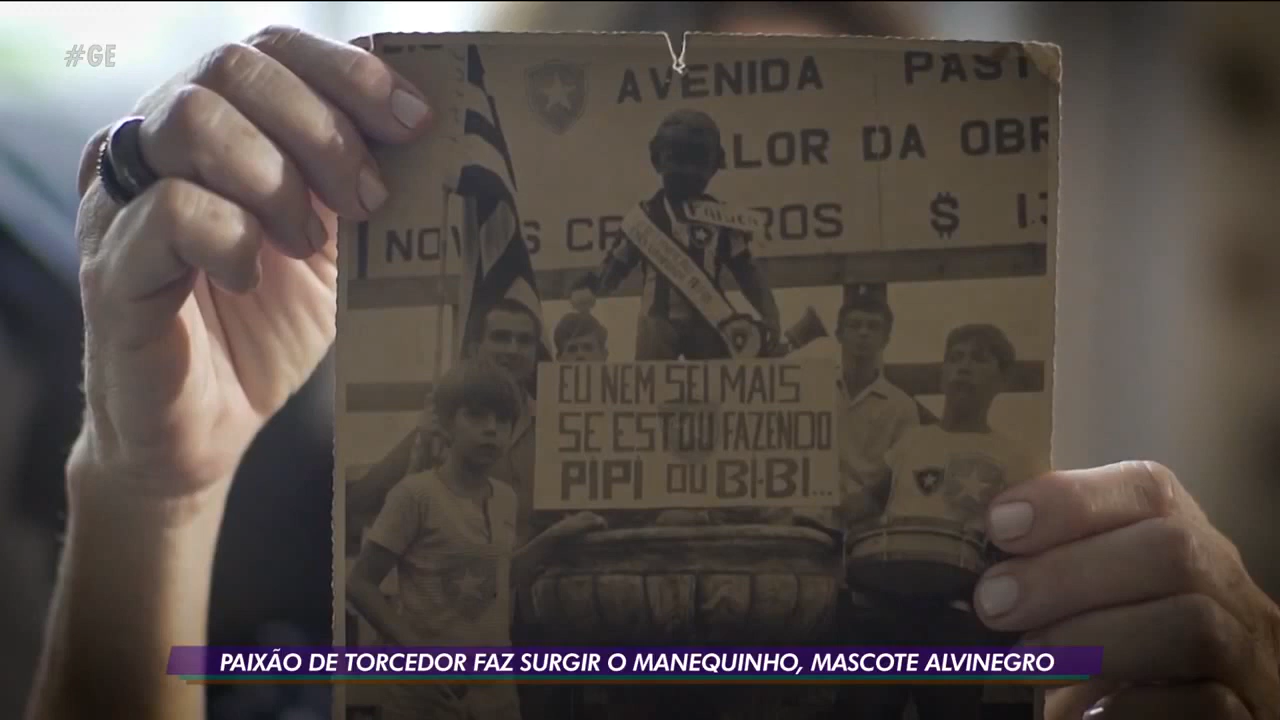 #GE
AVENIDA PAST
LOR DA OBR
NOV S CR ROS $ 1
EU NEM SEI MAIS
SE ESTOU FAZENDO
PIPI OU BI-BI...
PAIXÃO DE TORCEDOR FAZ SURGIR O MANEQUINHO, MASCOTE ALVINEGRO